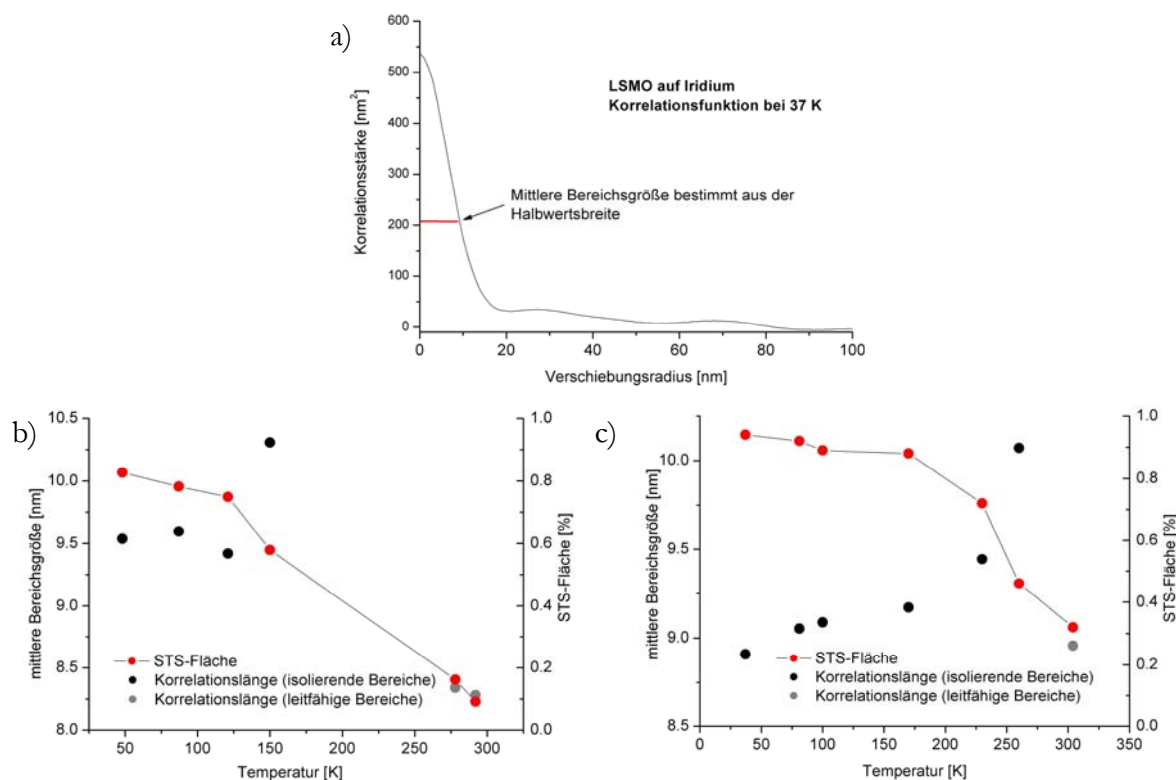 a)
600
500
400
300
200
100
0
Korrelationsstärke [nm²]
LSMO auf Iridium
Korrelationsfunktion bei 37 K
Mittlere Bereichsgröße bestimmt aus der
Halbwertsbreite
0 20 40 60 80 100
Verschiebungsradius [nm]
b)
10.5
10.0
9.5
9.0
8.5
8.0
mittlere Bereichsgröße [nm]
1.0
0.8
0.6
0.4
0.2
0.0
STS-Fläche [%]
STS-Fläche
Korrelationslänge (isolierende Bereiche)
Korrelationslänge (leitfähige Bereiche)
50 100 150 200 250 300
Temperatur [K]
c)
10.0
9.5
9.0
8.5
mittlere Bereichsgröße [nm]
1.0
0.8
0.6
0.4
0.2
0.0
STS-Fläche [%]
STS-Fläche
Korrelationslänge (isolierende Bereiche)
Korrelationslänge (leitfähige Bereiche)
0 50 100 150 200 250 300 350
Temperatur [K]